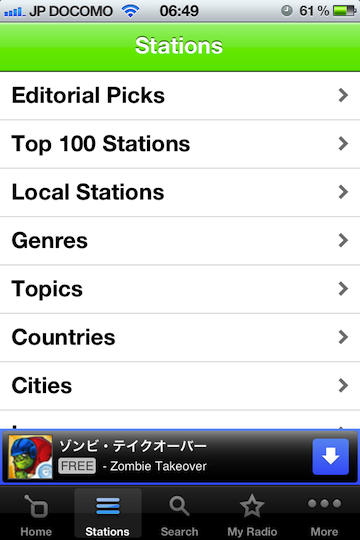 JP DOCOMO 06:49 61 %
Stations
Editorial Picks
Top 100 Stations
Local Stations
Genres
Topics
Countries
Cities
ゾンビ・テイクオーバー
FREE - Zombie Takeover
Home Stations Search My Radio More